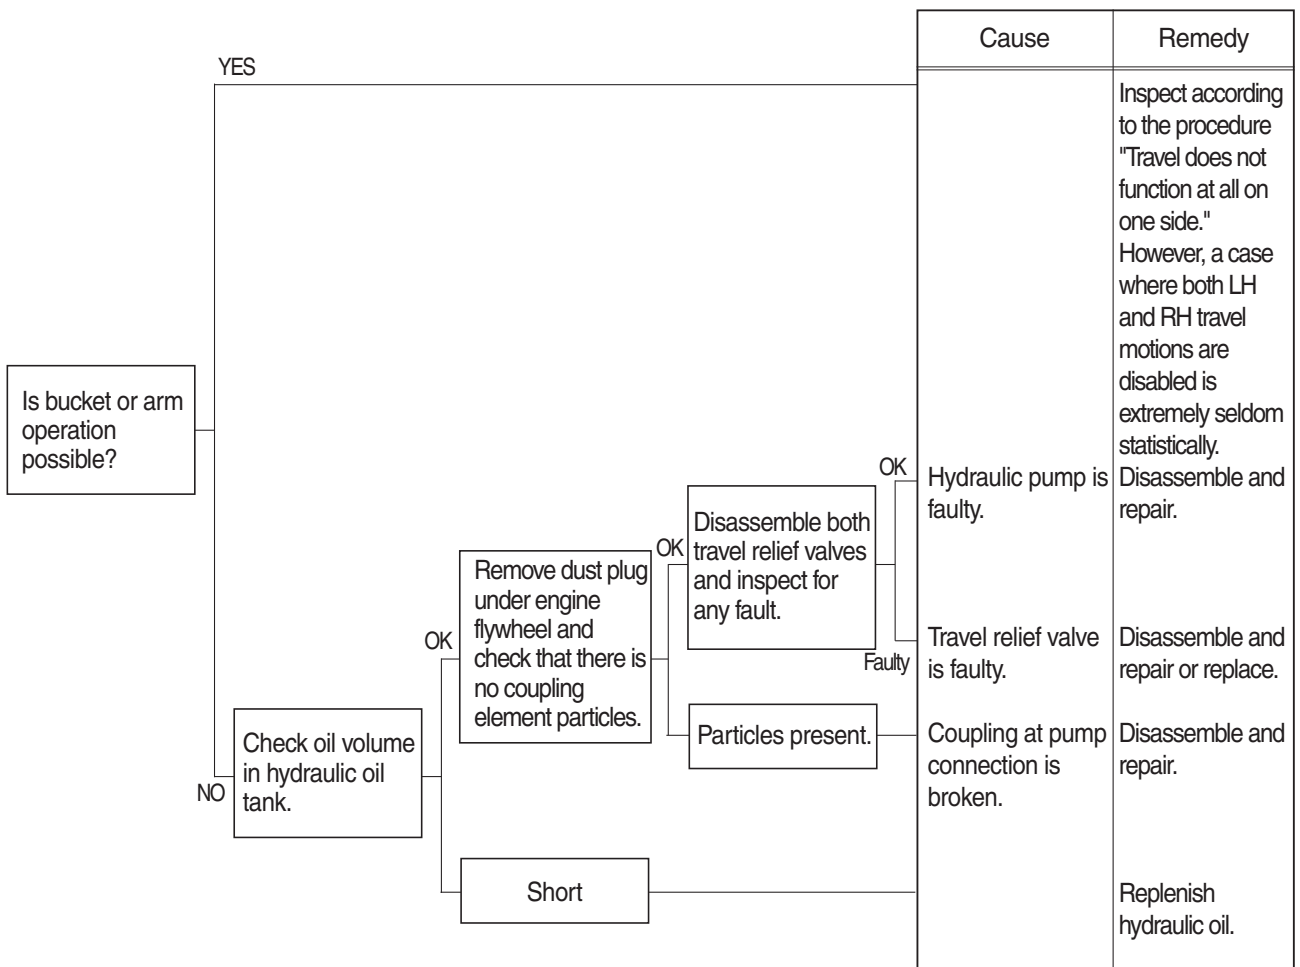 Cause
Remedy
YES
Inspect according
to the procedure
"Travel does not
function at all on
one side."
However, a case
where both LH
and RH travel
motions are
disabled is
extremely seldom
statistically.
Is bucket or arm
operation
possible?
NO
Check oil volume
in hydraulic oil
tank.
OK
Remove dust plug
under engine
flywheel and
check that there is
no coupling
element particles.
OK
Disassemble both
travel relief valves
and inspect for
any fault.
OK
Hydraulic pump is
faulty.
Disassemble and
repair.
Faulty
Travel relief valve
is faulty.
Disassemble and
repair or replace.
Particles present.
Coupling at pump
connection is
broken.
Disassemble and
repair.
Short
Replenish
hydraulic oil.